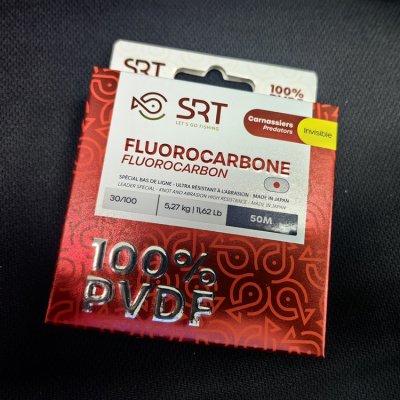 SRT
100%
SRT
LET'S GO FISHING
Carnassiers
Predators
Invisible
FLUOROCARBONE
FLUOROCARBON
SPÉCIAL BAS DE LIGNE - ULTRA RÉSISTANT À L'ABRASION - MADE IN JAPAN
LEADER SPECIAL - KNOT AND ABRASION HIGH RESISTANCE - MADE IN JAPAN
30/100
5,27 kg | 11,62 Lb
50M
100%
PVDF